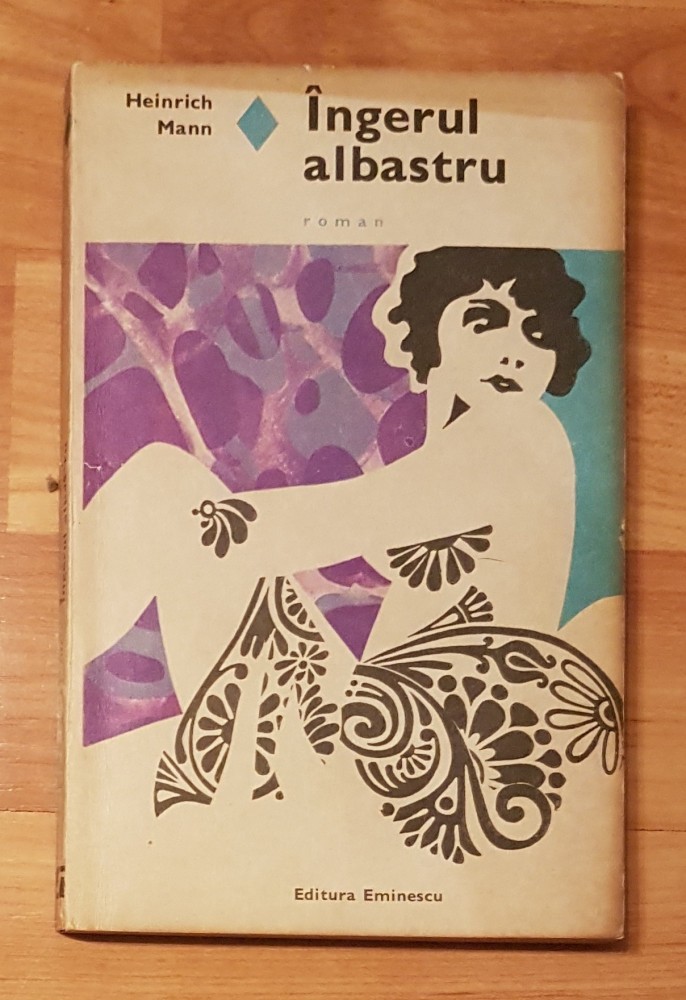 Heinrich
Mann
Îngerul
albastru
roman
Editura Eminescu